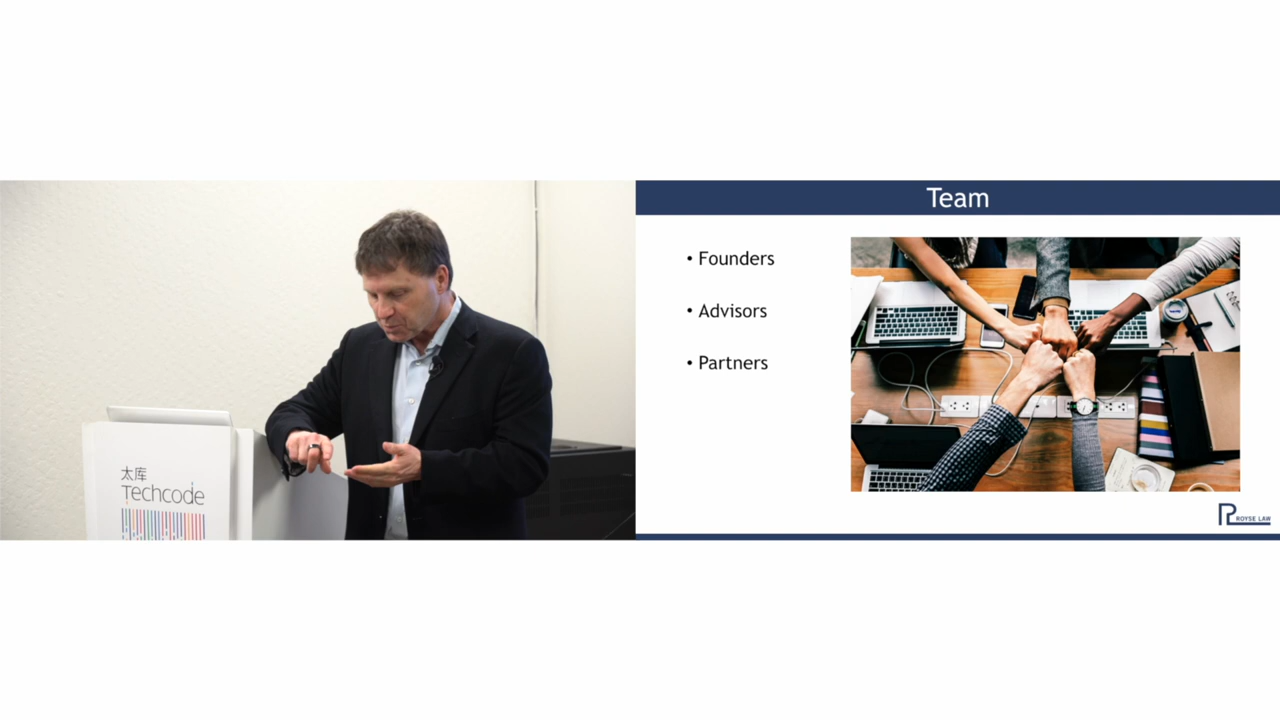 太库
Techcode
Team
• Founders
• Advisors
• Partners
ROYSE LAW